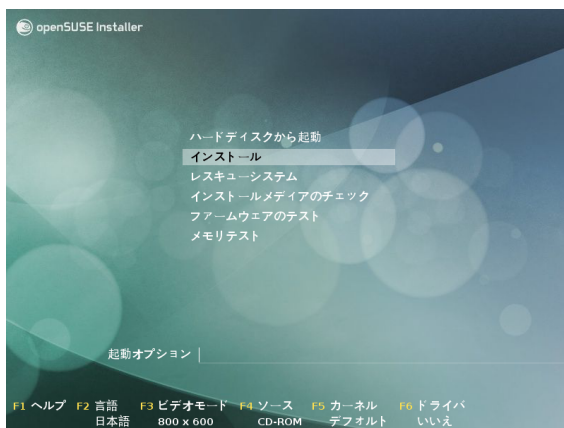 openSUSE Installer
ハードディスクから起動
インストール
レスキューシステム
インストールメディアのチェック
ファームウェアのテスト
メモリテスト
起動オプション
F1 ヘルプ F2 言語 F3 ビデオモード F4 ソース F5 カーネル F6 ドライバ
日本語 800 x 600 CD-ROM デフォルト いいえ